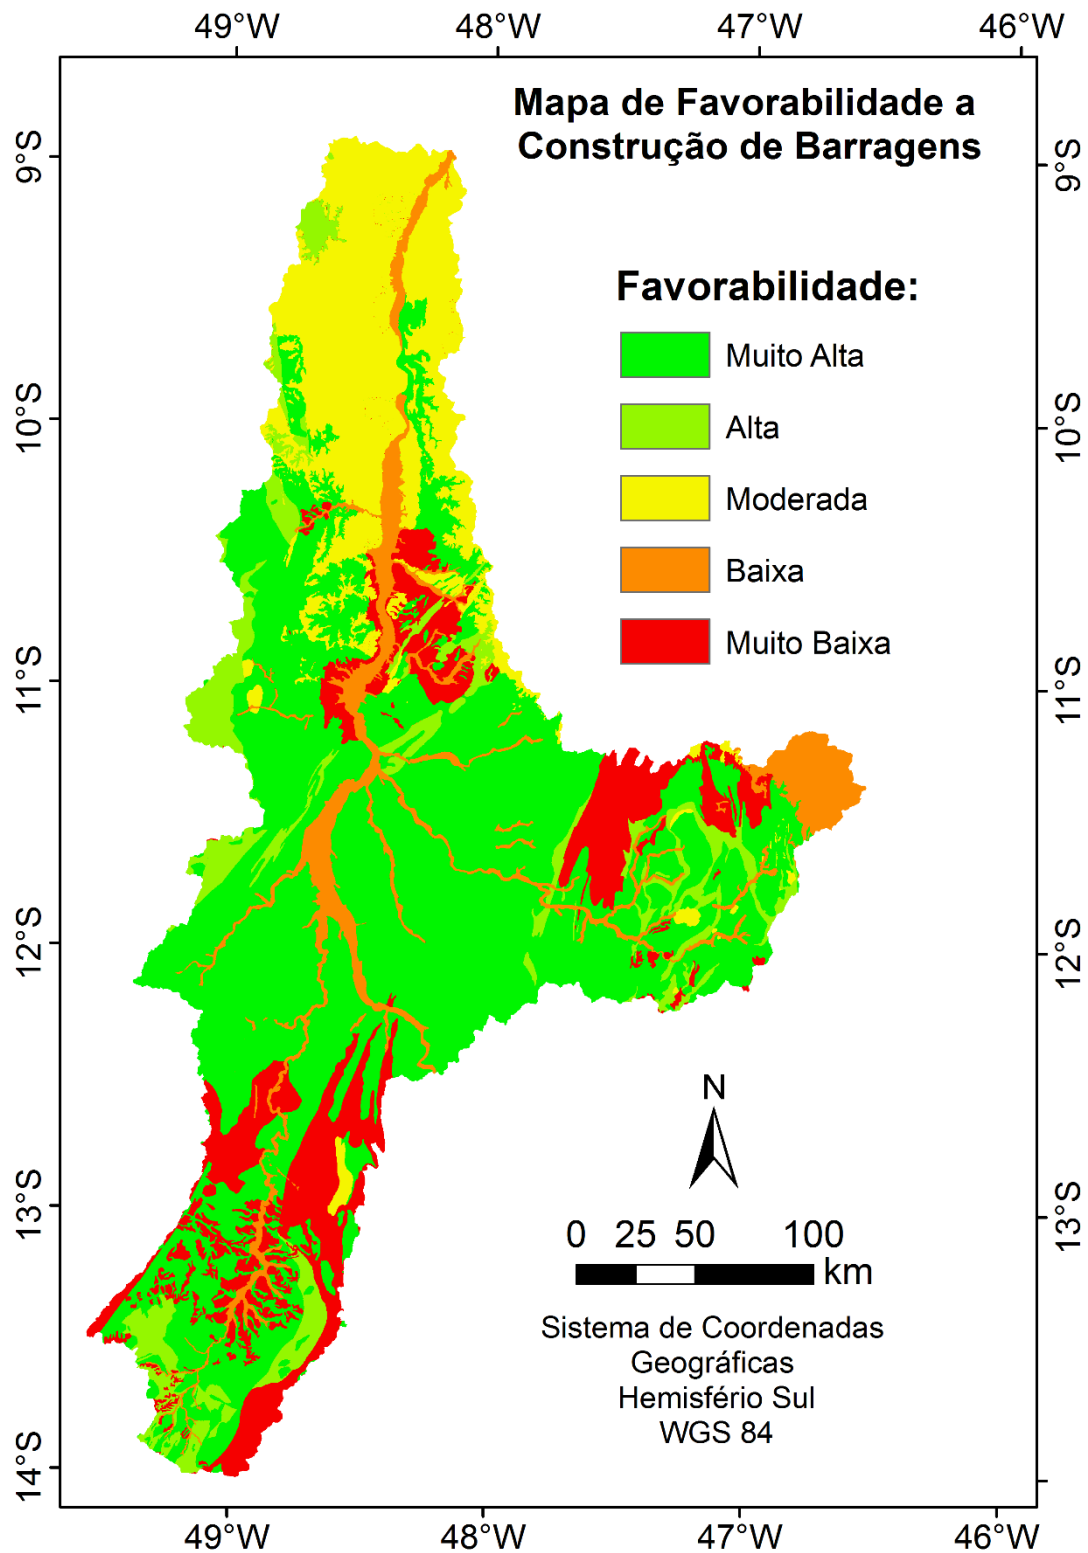 49°W 48°W 47°W 46°W
Mapa de Favorabilidade a
Construção de Barragens
9°S 9°S
Favorabilidade:
Muito Alta
Alta
10°S 10°S
Moderada
Baixa
Muito Baixa
11°S 11°S
12°S 12°S
N
13°S 13°S
0 25 50 100
km
Sistema de Coordenadas
Geográficas
Hemisfério Sul
WGS 84
14°S
49°W 48°W 47°W 46°W